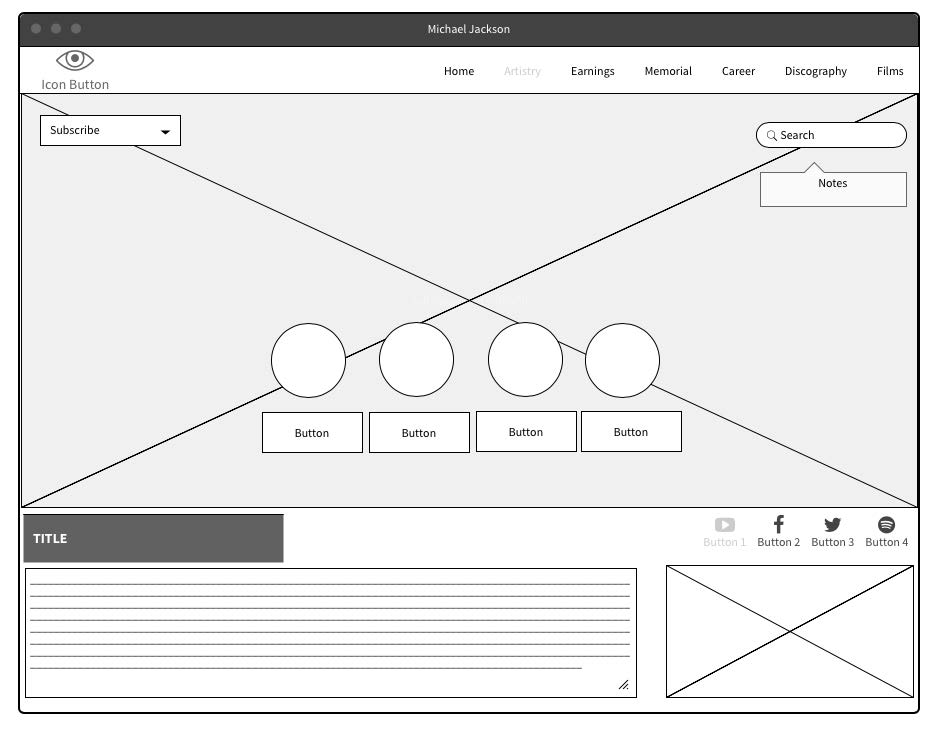 Michael Jackson
Icon Button
Home Artistry Earnings Memorial Career Discography Films
Subscribe
Search
Notes
Button Button Button Button
TITLE
Button 1 Button 2 Button 3 Button 4